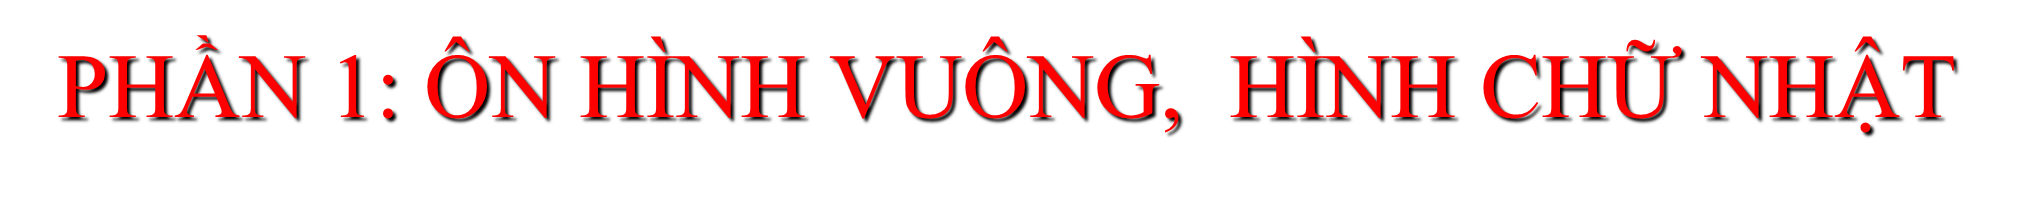 PHẦN 1: ÔN HÌNH VUÔNG, HÌNH CHỮ NHẬT